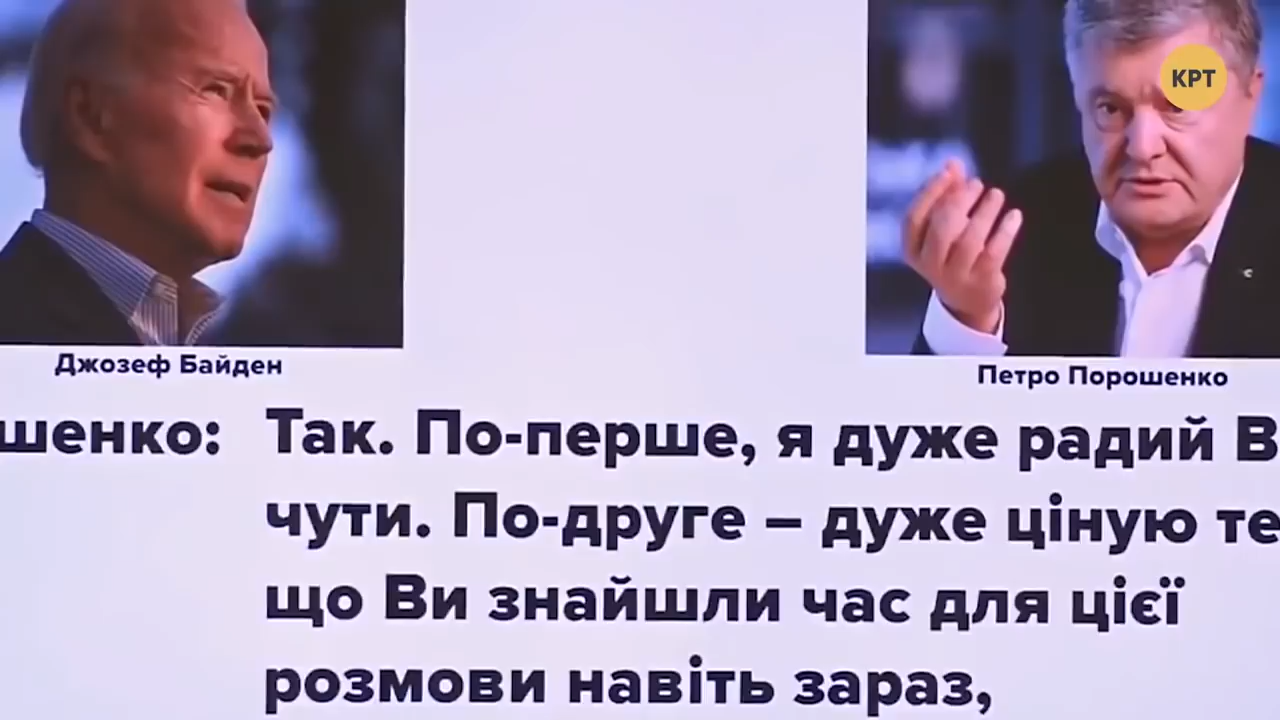 КРТ
Джозеф Байден
Петро Порошенко
шенко: Так. По-перше, я дуже радий В
чути. По-друге – дуже ціную те
що Ви знайшли час для цієї
розмови навіть зараз,